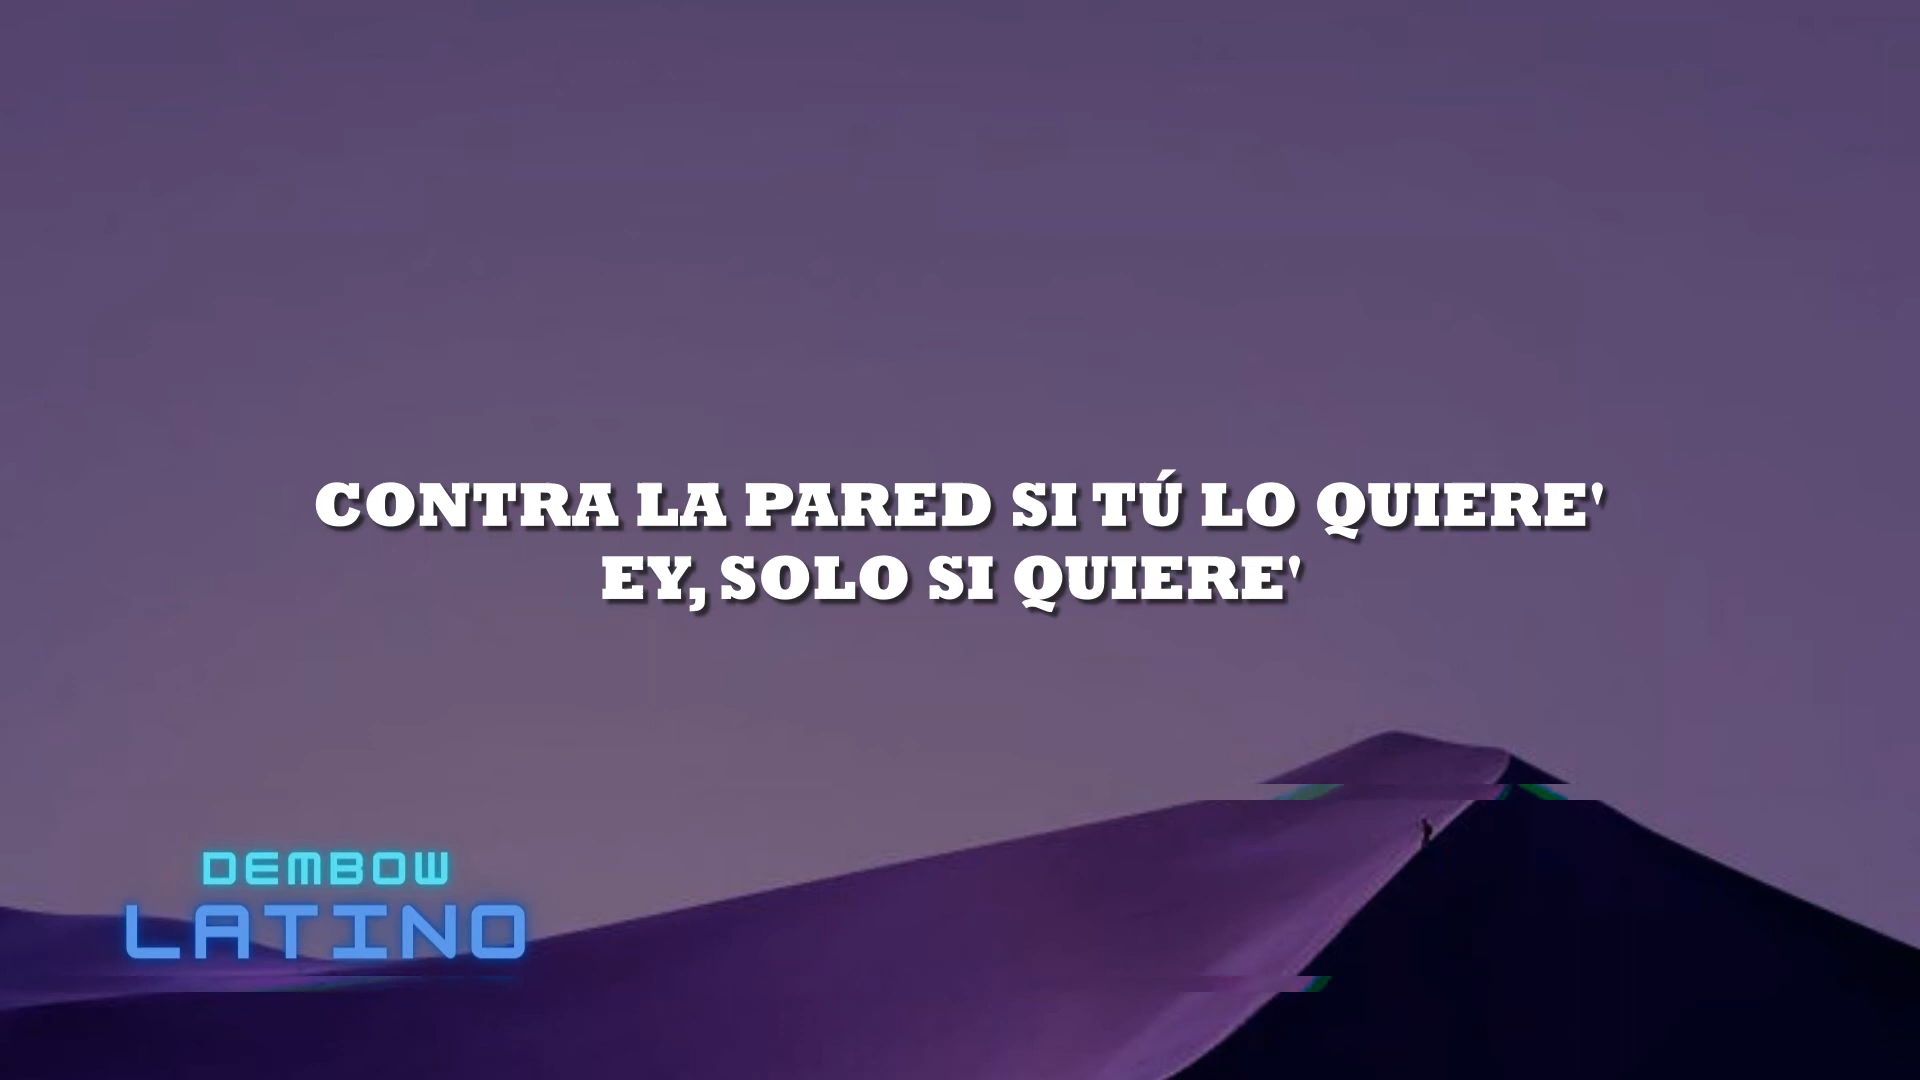 CONTRA LA PARED SI TÚ LO QUIERE'
EY, SOLO SI QUIERE'
DEMBOW
LATINO